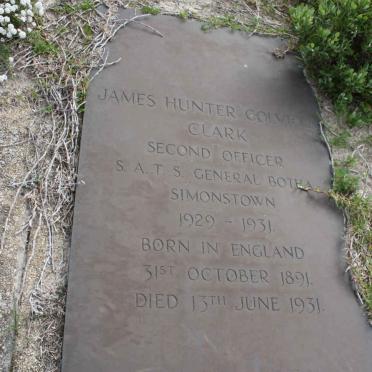 JAMES HUNTER
CLARK
SECOND OFFICER
S.A.T.S. GENERAL BOTHA
SIMONSTOWN
1929 - 1931.
BORN IN ENGLAND
31ST OCTOBER 1891.
DIED 13TH JUNE 1931.